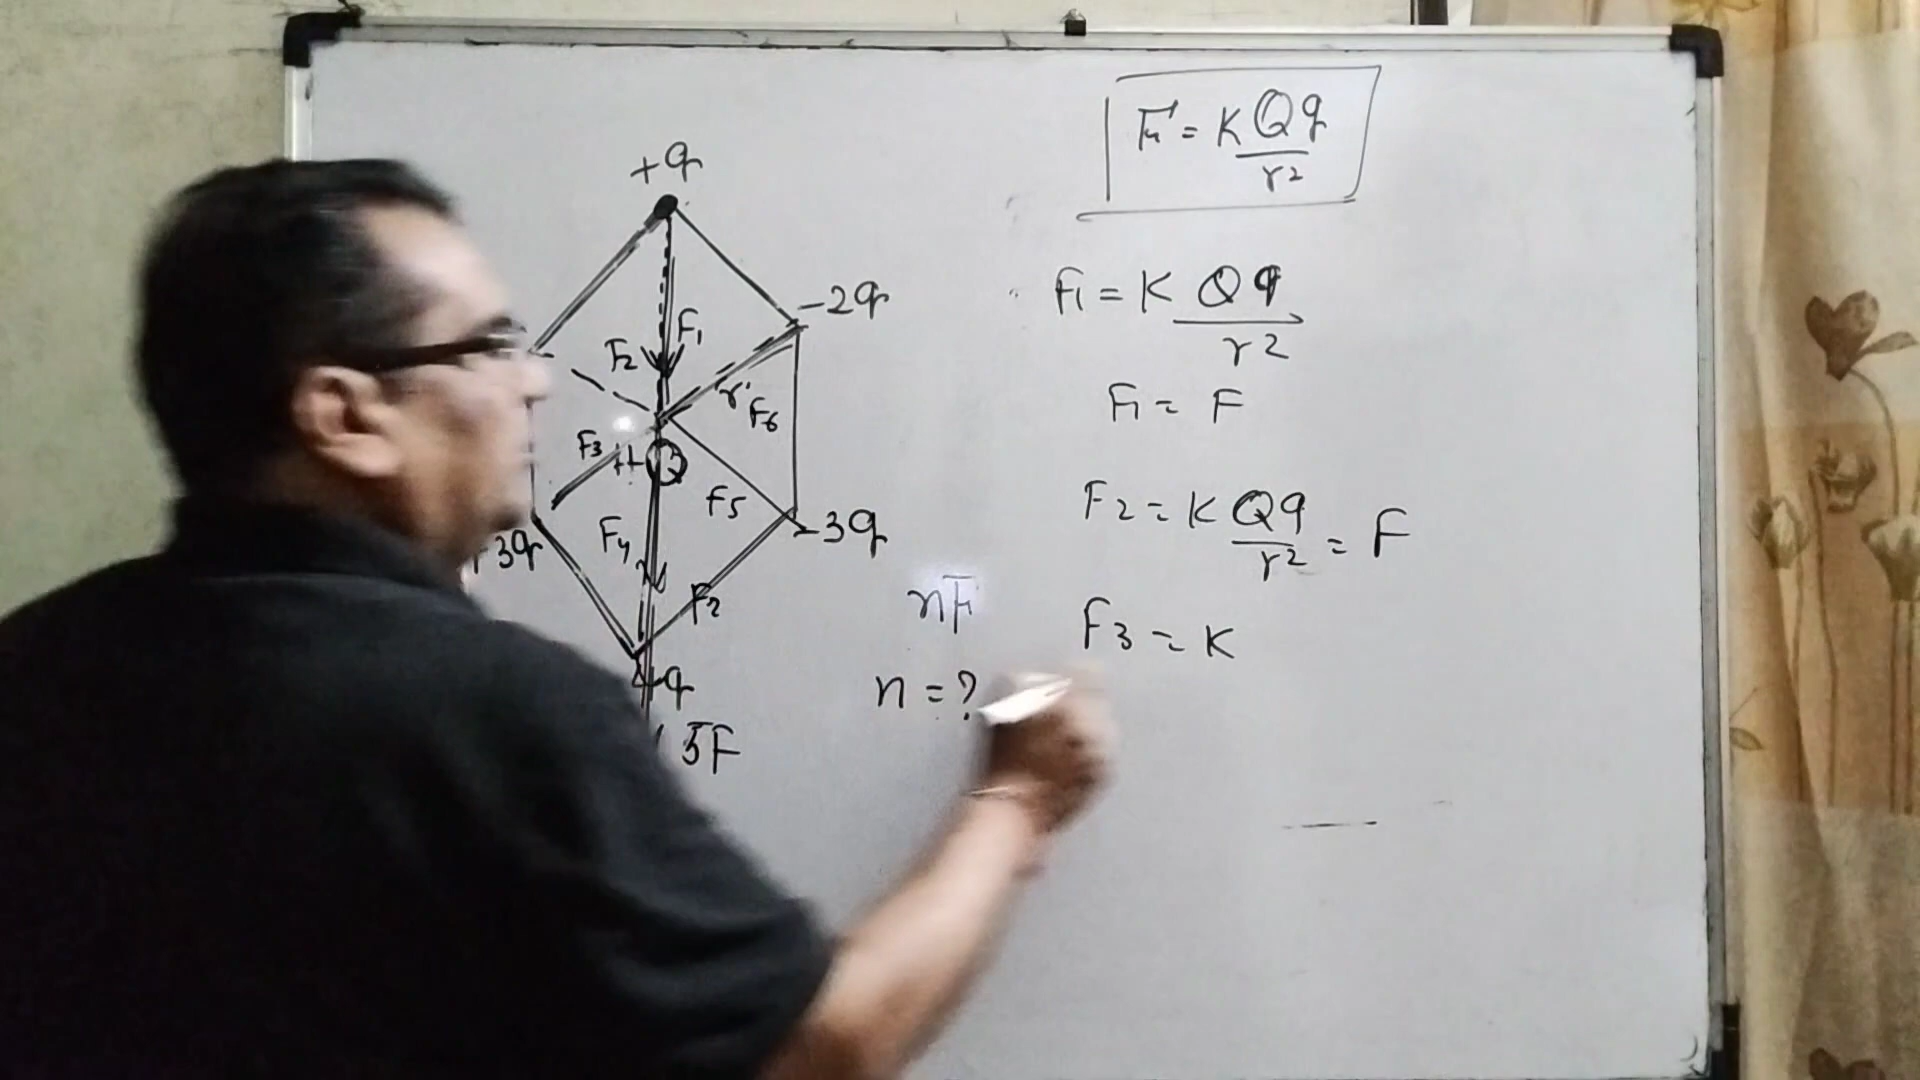 +q
-2q
F1
F2
r
F6
F3
+Q
F5
F4
+3q
-3q
F2
-q
5F
nF
n = ?
F = K Qq / r2
F1 = K Qq / r2
F1 = F
F2 = K Qq / r2 = F
F3 = K